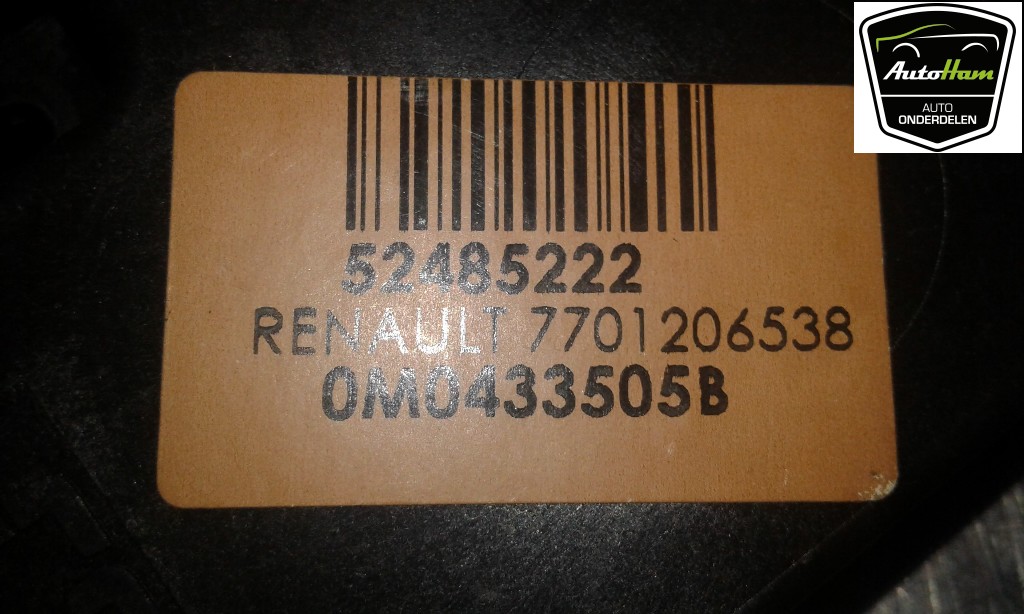 AutoHam
AUTO
ONDERDELEN
52485222
RENAULT 7701206538
0M0433505B